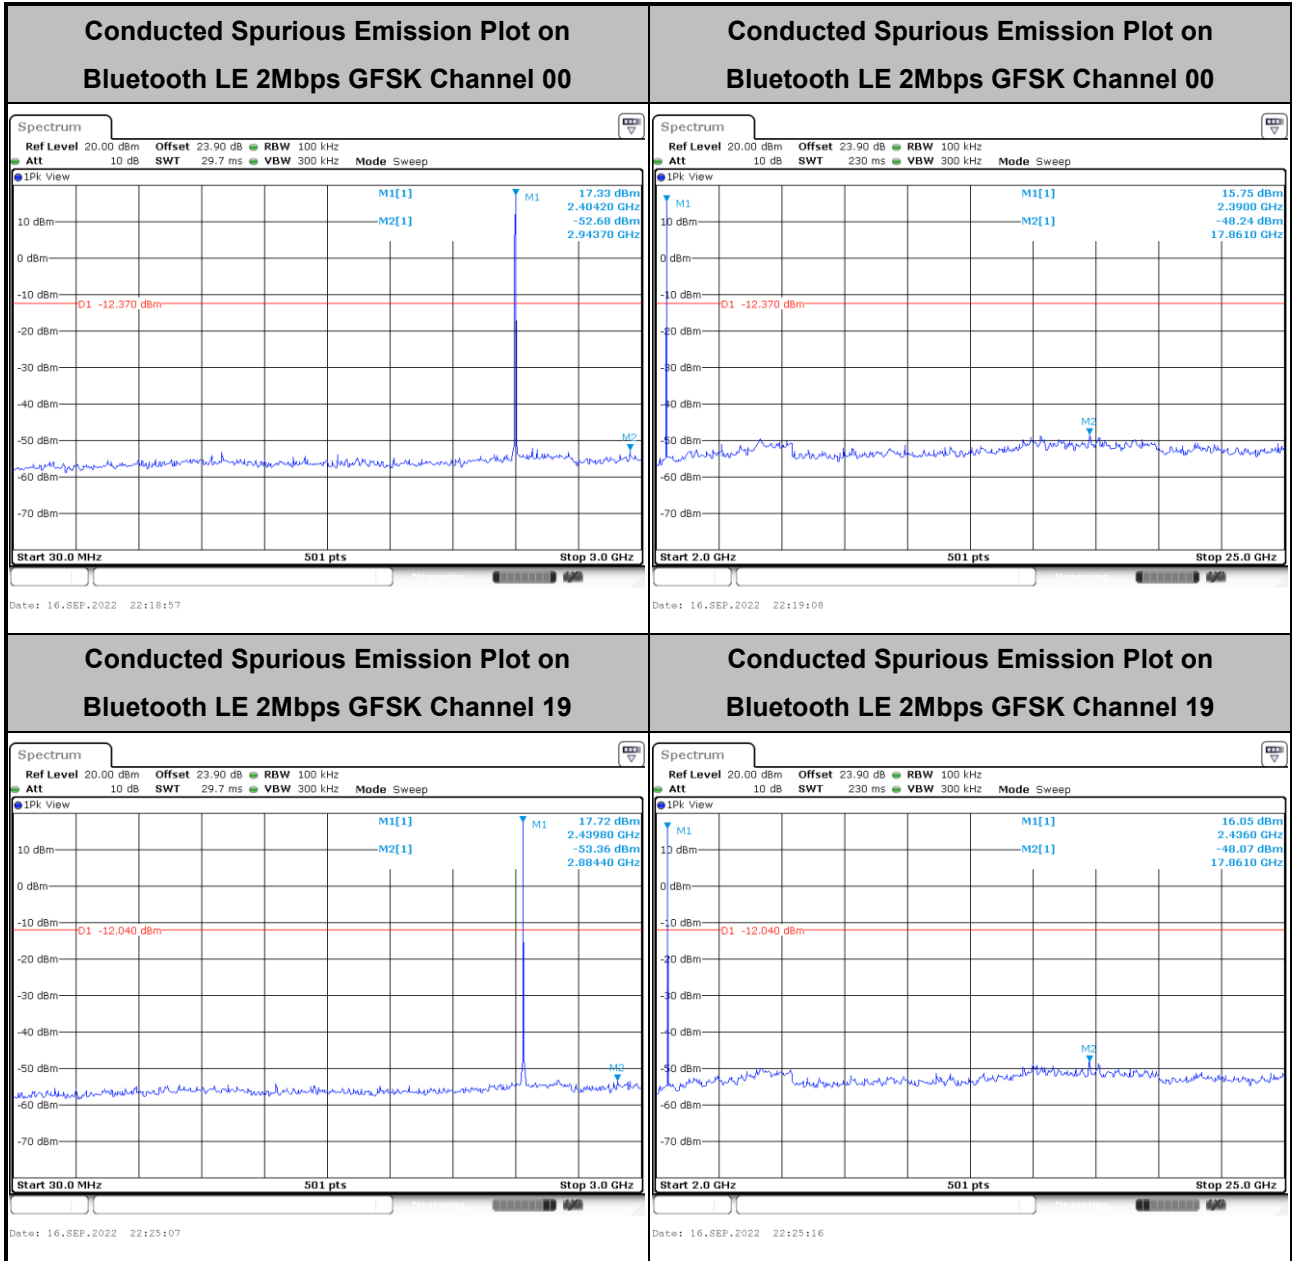 Conducted Spurious Emission Plot on
Bluetooth LE 2Mbps GFSK Channel 00
Spectrum
Ref Level 20.00 dBm Offset 23.90 dB RBW 100 kHz
Att 10 dB SWT 29.7 ms VBW 300 kHz Mode Sweep
1Pk View
M1[1] 17.33 dBm
2.40420 GHz
M2[1] -52.68 dBm
2.94370 GHz
M1
10 dBm
0 dBm
-10 dBm
D1 -12.370 dBm
-20 dBm
-30 dBm
-40 dBm
-50 dBm
M2
-60 dBm
-70 dBm
Start 30.0 MHz 501 pts Stop 3.0 GHz
Measuring
Date: 16.SEP.2022 22:18:57
Conducted Spurious Emission Plot on
Bluetooth LE 2Mbps GFSK Channel 00
Spectrum
Ref Level 20.00 dBm Offset 23.90 dB RBW 100 kHz
Att 10 dB SWT 230 ms VBW 300 kHz Mode Sweep
1Pk View
M1[1] 15.75 dBm
2.3900 GHz
M2[1] -48.24 dBm
17.8610 GHz
M1
10 dBm
0 dBm
-10 dBm
D1 -12.370 dBm
-20 dBm
-30 dBm
-40 dBm
M2
-50 dBm
-60 dBm
-70 dBm
Start 2.0 GHz 501 pts Stop 25.0 GHz
Measuring
Date: 16.SEP.2022 22:19:08
Conducted Spurious Emission Plot on
Bluetooth LE 2Mbps GFSK Channel 19
Spectrum
Ref Level 20.00 dBm Offset 23.90 dB RBW 100 kHz
Att 10 dB SWT 29.7 ms VBW 300 kHz Mode Sweep
1Pk View
M1[1] 17.72 dBm
2.43980 GHz
M2[1] -53.36 dBm
2.88440 GHz
M1
10 dBm
0 dBm
-10 dBm
D1 -12.040 dBm
-20 dBm
-30 dBm
-40 dBm
-50 dBm
M2
-60 dBm
-70 dBm
Start 30.0 MHz 501 pts Stop 3.0 GHz
Measuring
Date: 16.SEP.2022 22:25:07
Conducted Spurious Emission Plot on
Bluetooth LE 2Mbps GFSK Channel 19
Spectrum
Ref Level 20.00 dBm Offset 23.90 dB RBW 100 kHz
Att 10 dB SWT 230 ms VBW 300 kHz Mode Sweep
1Pk View
M1[1] 16.05 dBm
2.4360 GHz
M2[1] -48.07 dBm
17.8610 GHz
M1
10 dBm
0 dBm
-10 dBm
D1 -12.040 dBm
-20 dBm
-30 dBm
-40 dBm
M2
-50 dBm
-60 dBm
-70 dBm
Start 2.0 GHz 501 pts Stop 25.0 GHz
Measuring
Date: 16.SEP.2022 22:25:16